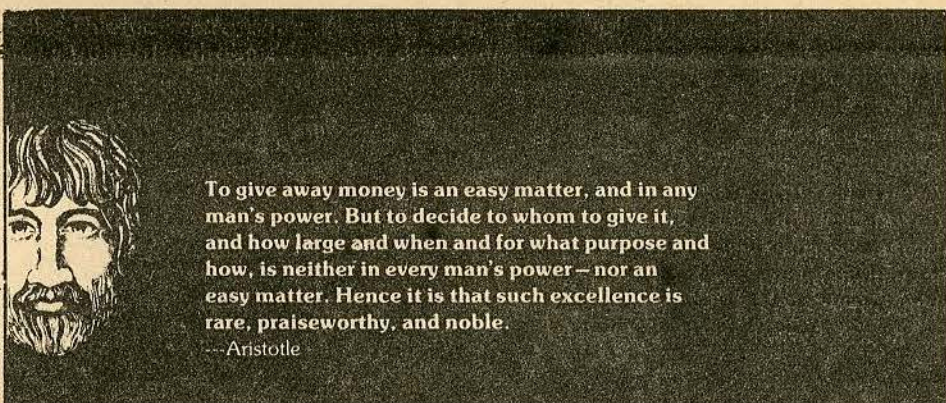 To give away money is an easy matter, and in any
man's power. But to decide to whom to give it,
and how large and when and for what purpose and
how, is neither in every man's power—nor an
easy matter. Hence it is that such excellence is
rare, praiseworthy, and noble.
---Aristotle